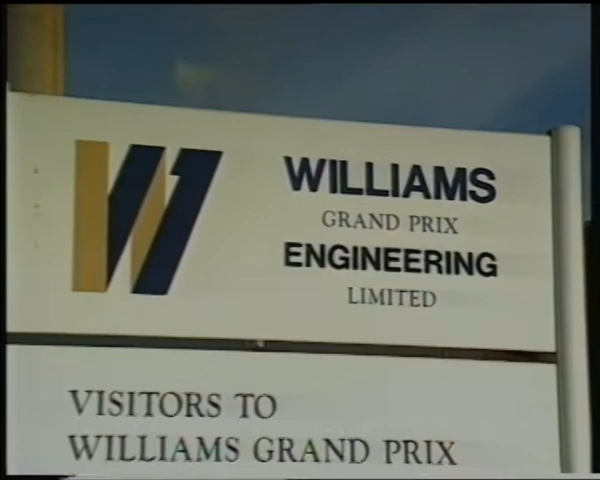 WILLIAMS
GRAND PRIX
ENGINEERING
LIMITED
VISITORS TO
WILLIAMS GRAND PRIX